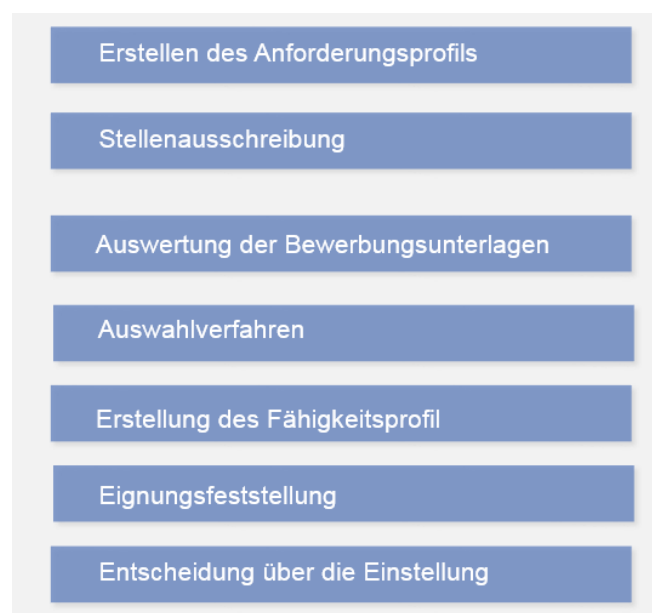 Erstellen des Anforderungsprofils
Stellenausschreibung
Auswertung der Bewerbungsunterlagen
Auswahlverfahren
Erstellung des Fähigkeitsprofil
Eignungsfeststellung
Entscheidung über die Einstellung